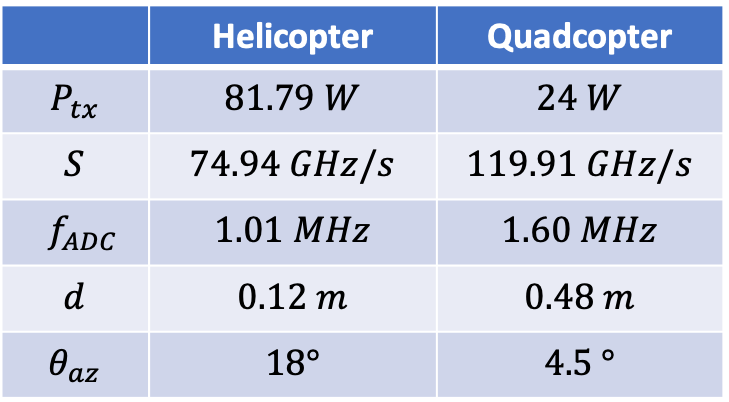 Helicopter Quadcopter
P_tx 81.79 W 24 W
S 74.94 GHz/s 119.91 GHz/s
f_ADC 1.01 MHz 1.60 MHz
d 0.12 m 0.48 m
θ_az 18° 4.5 °